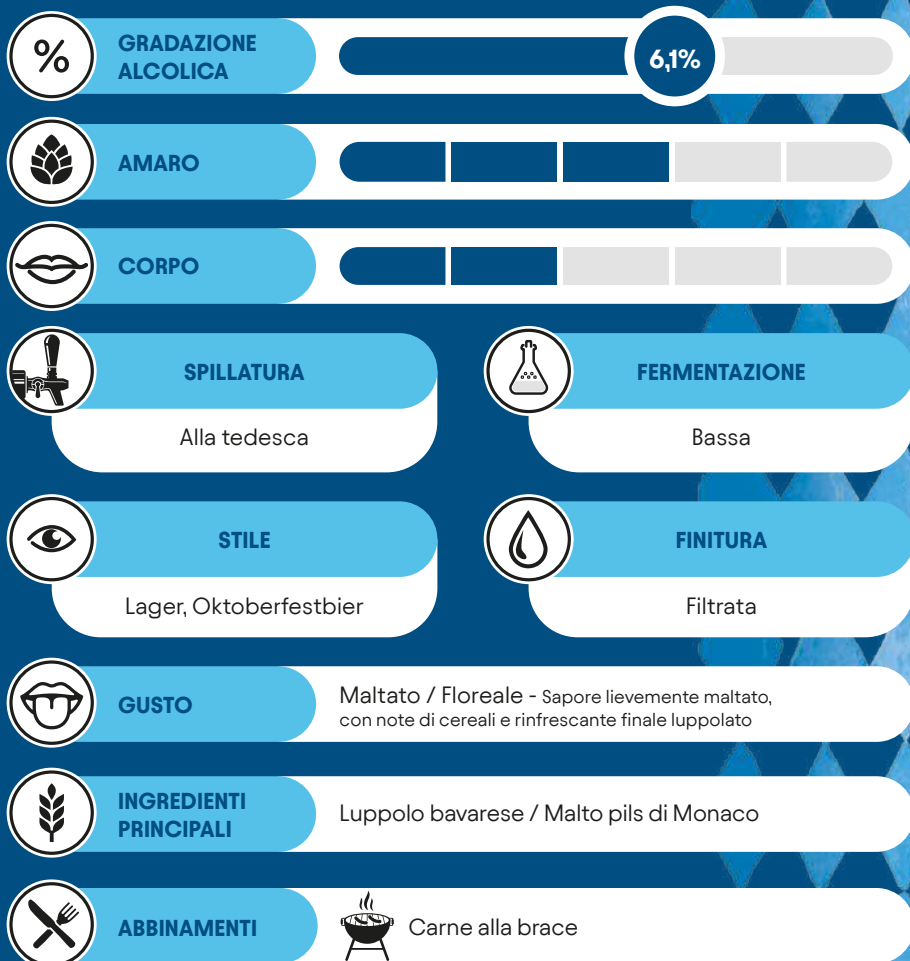 %
GRADAZIONE
ALCOLICA
6,1%
AMARO
CORPO
SPILLATURA
Alla tedesca
FERMENTAZIONE
Bassa
STILE
Lager, Oktoberfestbier
FINITURA
Filtrata
GUSTO
Maltato / Floreale - Sapore lievemente maltato,
con note di cereali e rinfrescante finale luppolato
INGREDIENTI
PRINCIPALI
Luppolo bavarese / Malto pils di Monaco
ABBINAMENTI
Carne alla brace